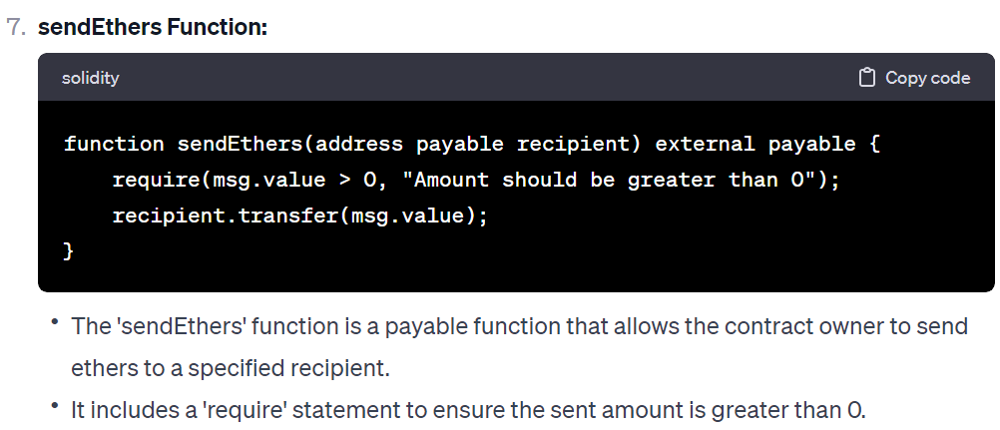 7. sendEthers Function:
solidity Copy code
function sendEthers(address payable recipient) external payable {
    require(msg.value > 0, "Amount should be greater than 0");
    recipient.transfer(msg.value);
}
• The 'sendEthers' function is a payable function that allows the contract owner to send
ethers to a specified recipient.
• It includes a 'require' statement to ensure the sent amount is greater than 0.